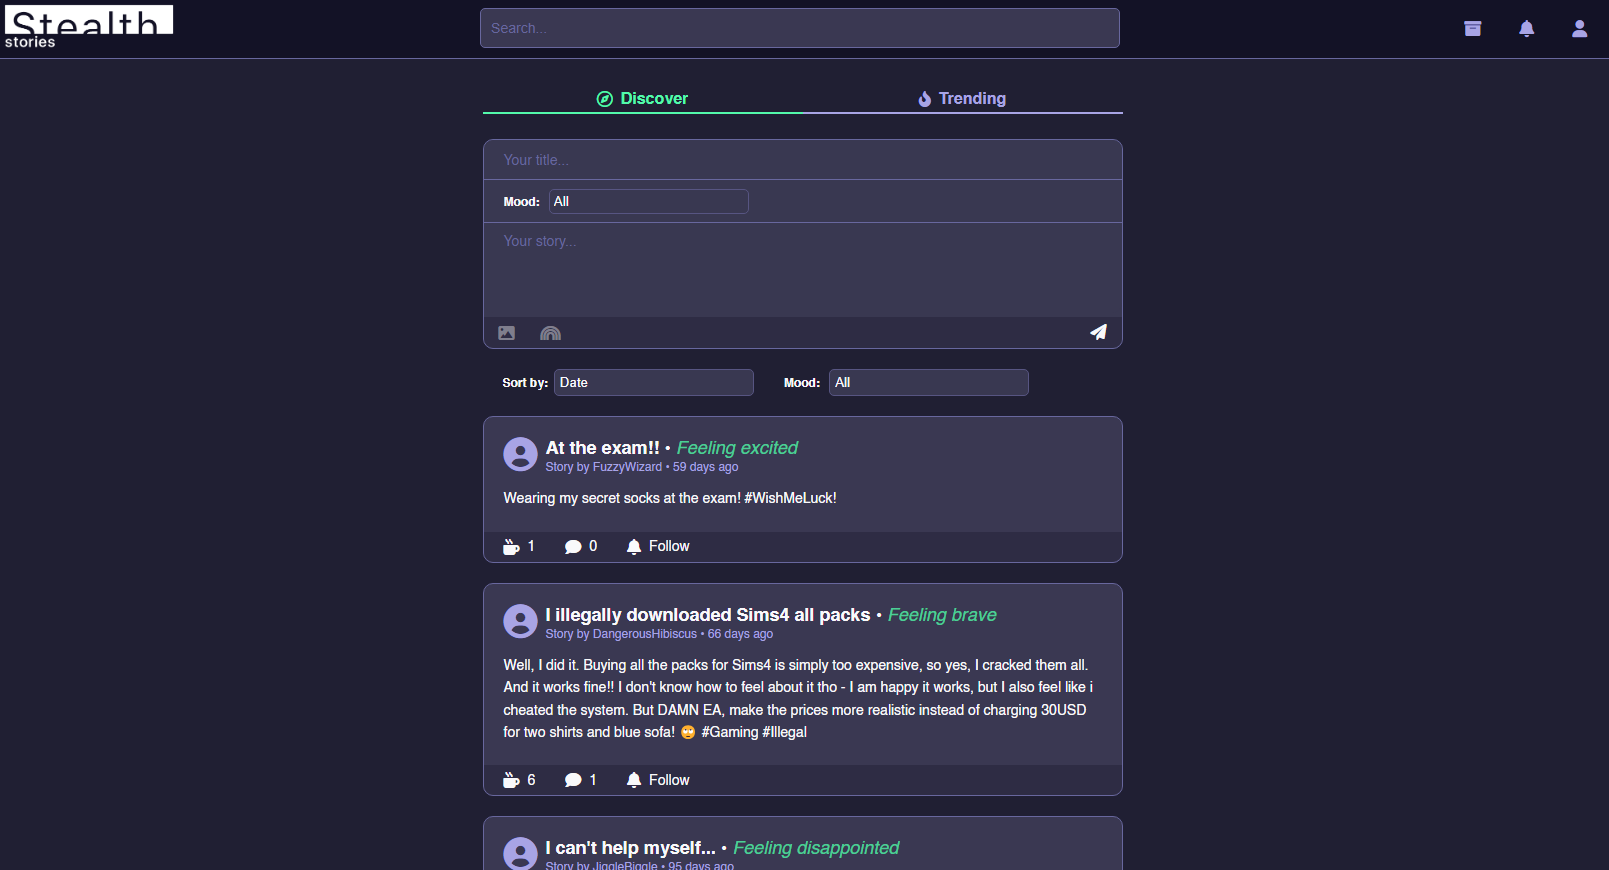 Stealth
stories
Search...
Discover
Trending
Your title...
Mood: All
Your story...
Sort by: Date Mood: All
At the exam!! • Feeling excited
Story by FuzzyWizard • 59 days ago
Wearing my secret socks at the exam! #WishMeLuck!
1 0 Follow
I illegally downloaded Sims4 all packs • Feeling brave
Story by DangerousHibiscus • 66 days ago
Well, I did it. Buying all the packs for Sims4 is simply too expensive, so yes, I cracked them all.
And it works fine!! I don't know how to feel about it tho - I am happy it works, but I also feel like i
cheated the system. But DAMN EA, make the prices more realistic instead of charging 30USD
for two shirts and blue sofa! 🙄 #Gaming #Illegal
6 1 Follow
I can't help myself... • Feeling disappointed
Story by JiggleBiggle • 95 days ago